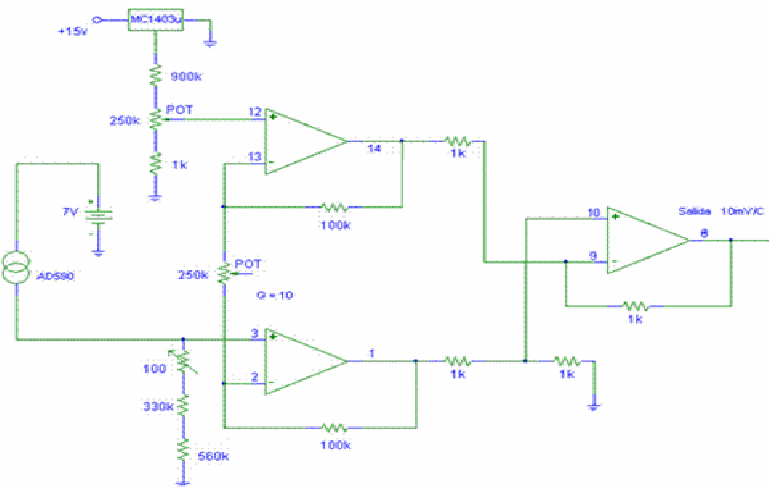 MC1403u
+15V
900k
POT
250k
1k
12
+
13
-
14
1k
100k
7V
+
-
AD590
POT
250k
G = 10
Salida 10mV/C
10
+
9
-
8
1k
3
+
2
-
1
1k
1k
100
330k
560k
100k